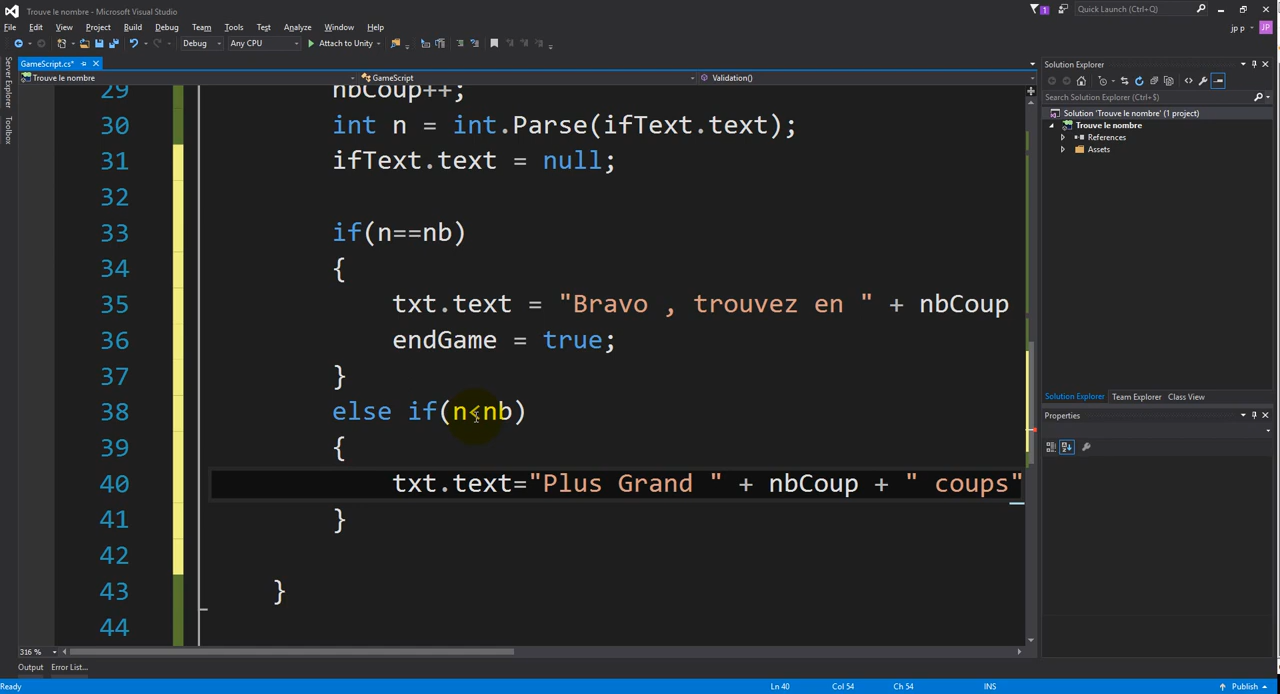 Trouve le nombre - Microsoft Visual Studio
1
Quick Launch (Ctrl+Q)
File Edit View Project Build Debug Team Tools Test Analyze Window Help
jp p
JP
Debug
Any CPU
Attach to Unity
Server Explorer
Toolbox
GameScript.cs*
Trouve le nombre
GameScript
Validation()
29 nbCoup++;
30 int n = int.Parse(ifText.text);
31 ifText.text = null;
32
33 if(n==nb)
34 {
35 txt.text = "Bravo , trouvez en " + nbCoup
36 endGame = true;
37 }
38 else if(n<nb)
39 {
40 txt.text="Plus Grand " + nbCoup + " coups"
41 }
42
43 }
44
316 %
Solution Explorer
Search Solution Explorer (Ctrl+$)
Solution 'Trouve le nombre' (1 project)
Trouve le nombre
References
Assets
Solution Explorer Team Explorer Class View
Properties
Output Error List...
Ready
Ln 40
Col 54
Ch 54
INS
Publish